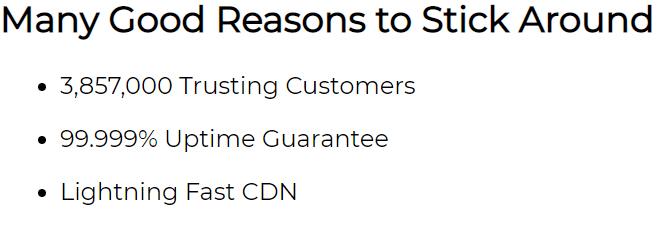 Many Good Reasons to Stick Around
3,857,000 Trusting Customers
99.999% Uptime Guarantee
Lightning Fast CDN